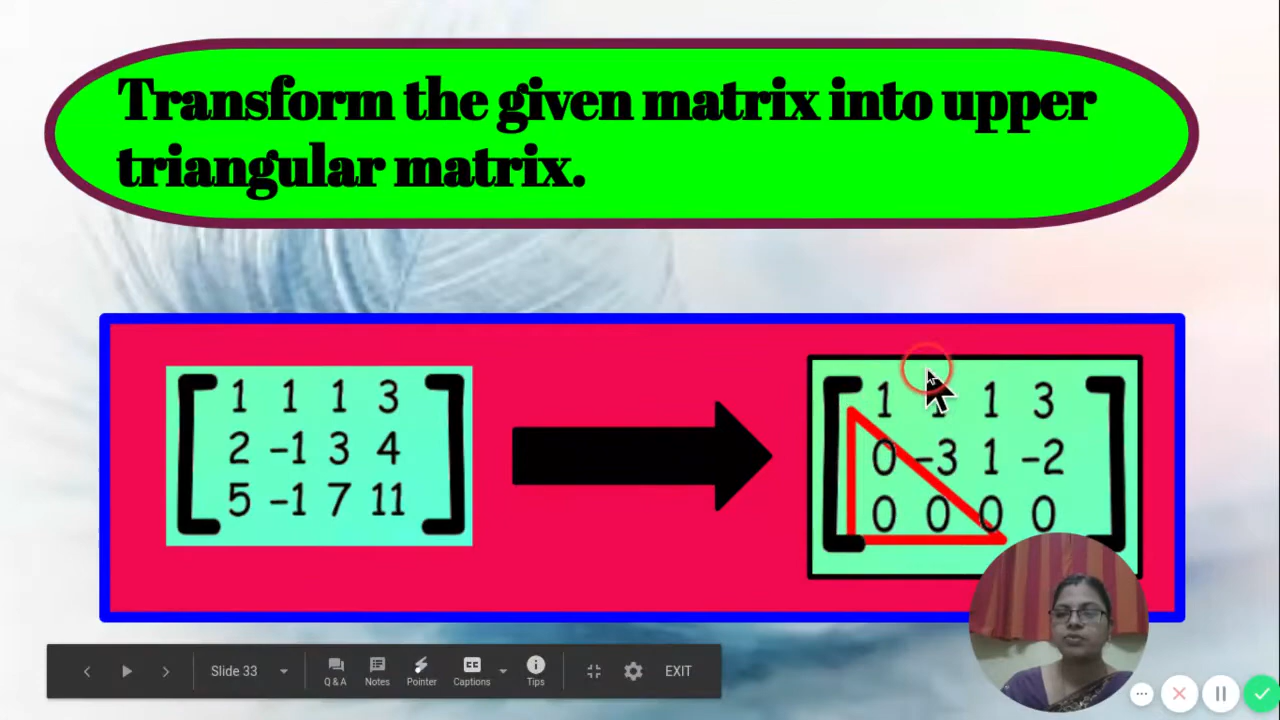 Transform the given matrix into upper
triangular matrix.
1 1 1 3
2 -1 3 4
5 -1 7 11
1 1 1 3
0 -3 1 -2
0 0 0 0
Slide 33
Q & A
Notes
Pointer
CC
Captions
Tips
EXIT